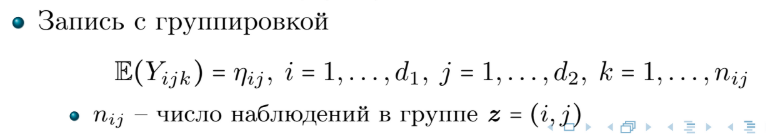 Запись с группировкой
𝔼(Y_{ijk}) = η_{ij}, i = 1, …, d_1, j = 1, …, d_2, k = 1, …, n_{ij}
n_{ij} – число наблюдений в группе z = (i, j)